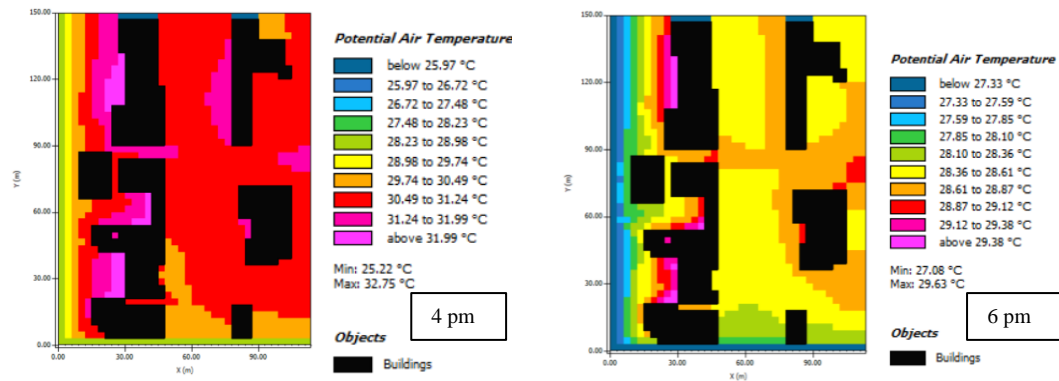 150.00
120.00
90.00
60.00
30.00
0.00
Y (m)
0.00 30.00 60.00 90.00
X (m)
Potential Air Temperature
below 25.97 °C
25.97 to 26.72 °C
26.72 to 27.48 °C
27.48 to 28.23 °C
28.23 to 28.98 °C
28.98 to 29.74 °C
29.74 to 30.49 °C
30.49 to 31.24 °C
31.24 to 31.99 °C
above 31.99 °C
Min: 25.22 °C
Max: 32.75 °C
4 pm
Objects
Buildings
150.00
120.00
90.00
60.00
30.00
0.00
Y (m)
0.00 30.00 60.00 90.00
X (m)
Potential Air Temperature
below 27.33 °C
27.33 to 27.59 °C
27.59 to 27.85 °C
27.85 to 28.10 °C
28.10 to 28.36 °C
28.36 to 28.61 °C
28.61 to 28.87 °C
28.87 to 29.12 °C
29.12 to 29.38 °C
above 29.38 °C
Min: 27.08 °C
Max: 29.63 °C
6 pm
Objects
Buildings